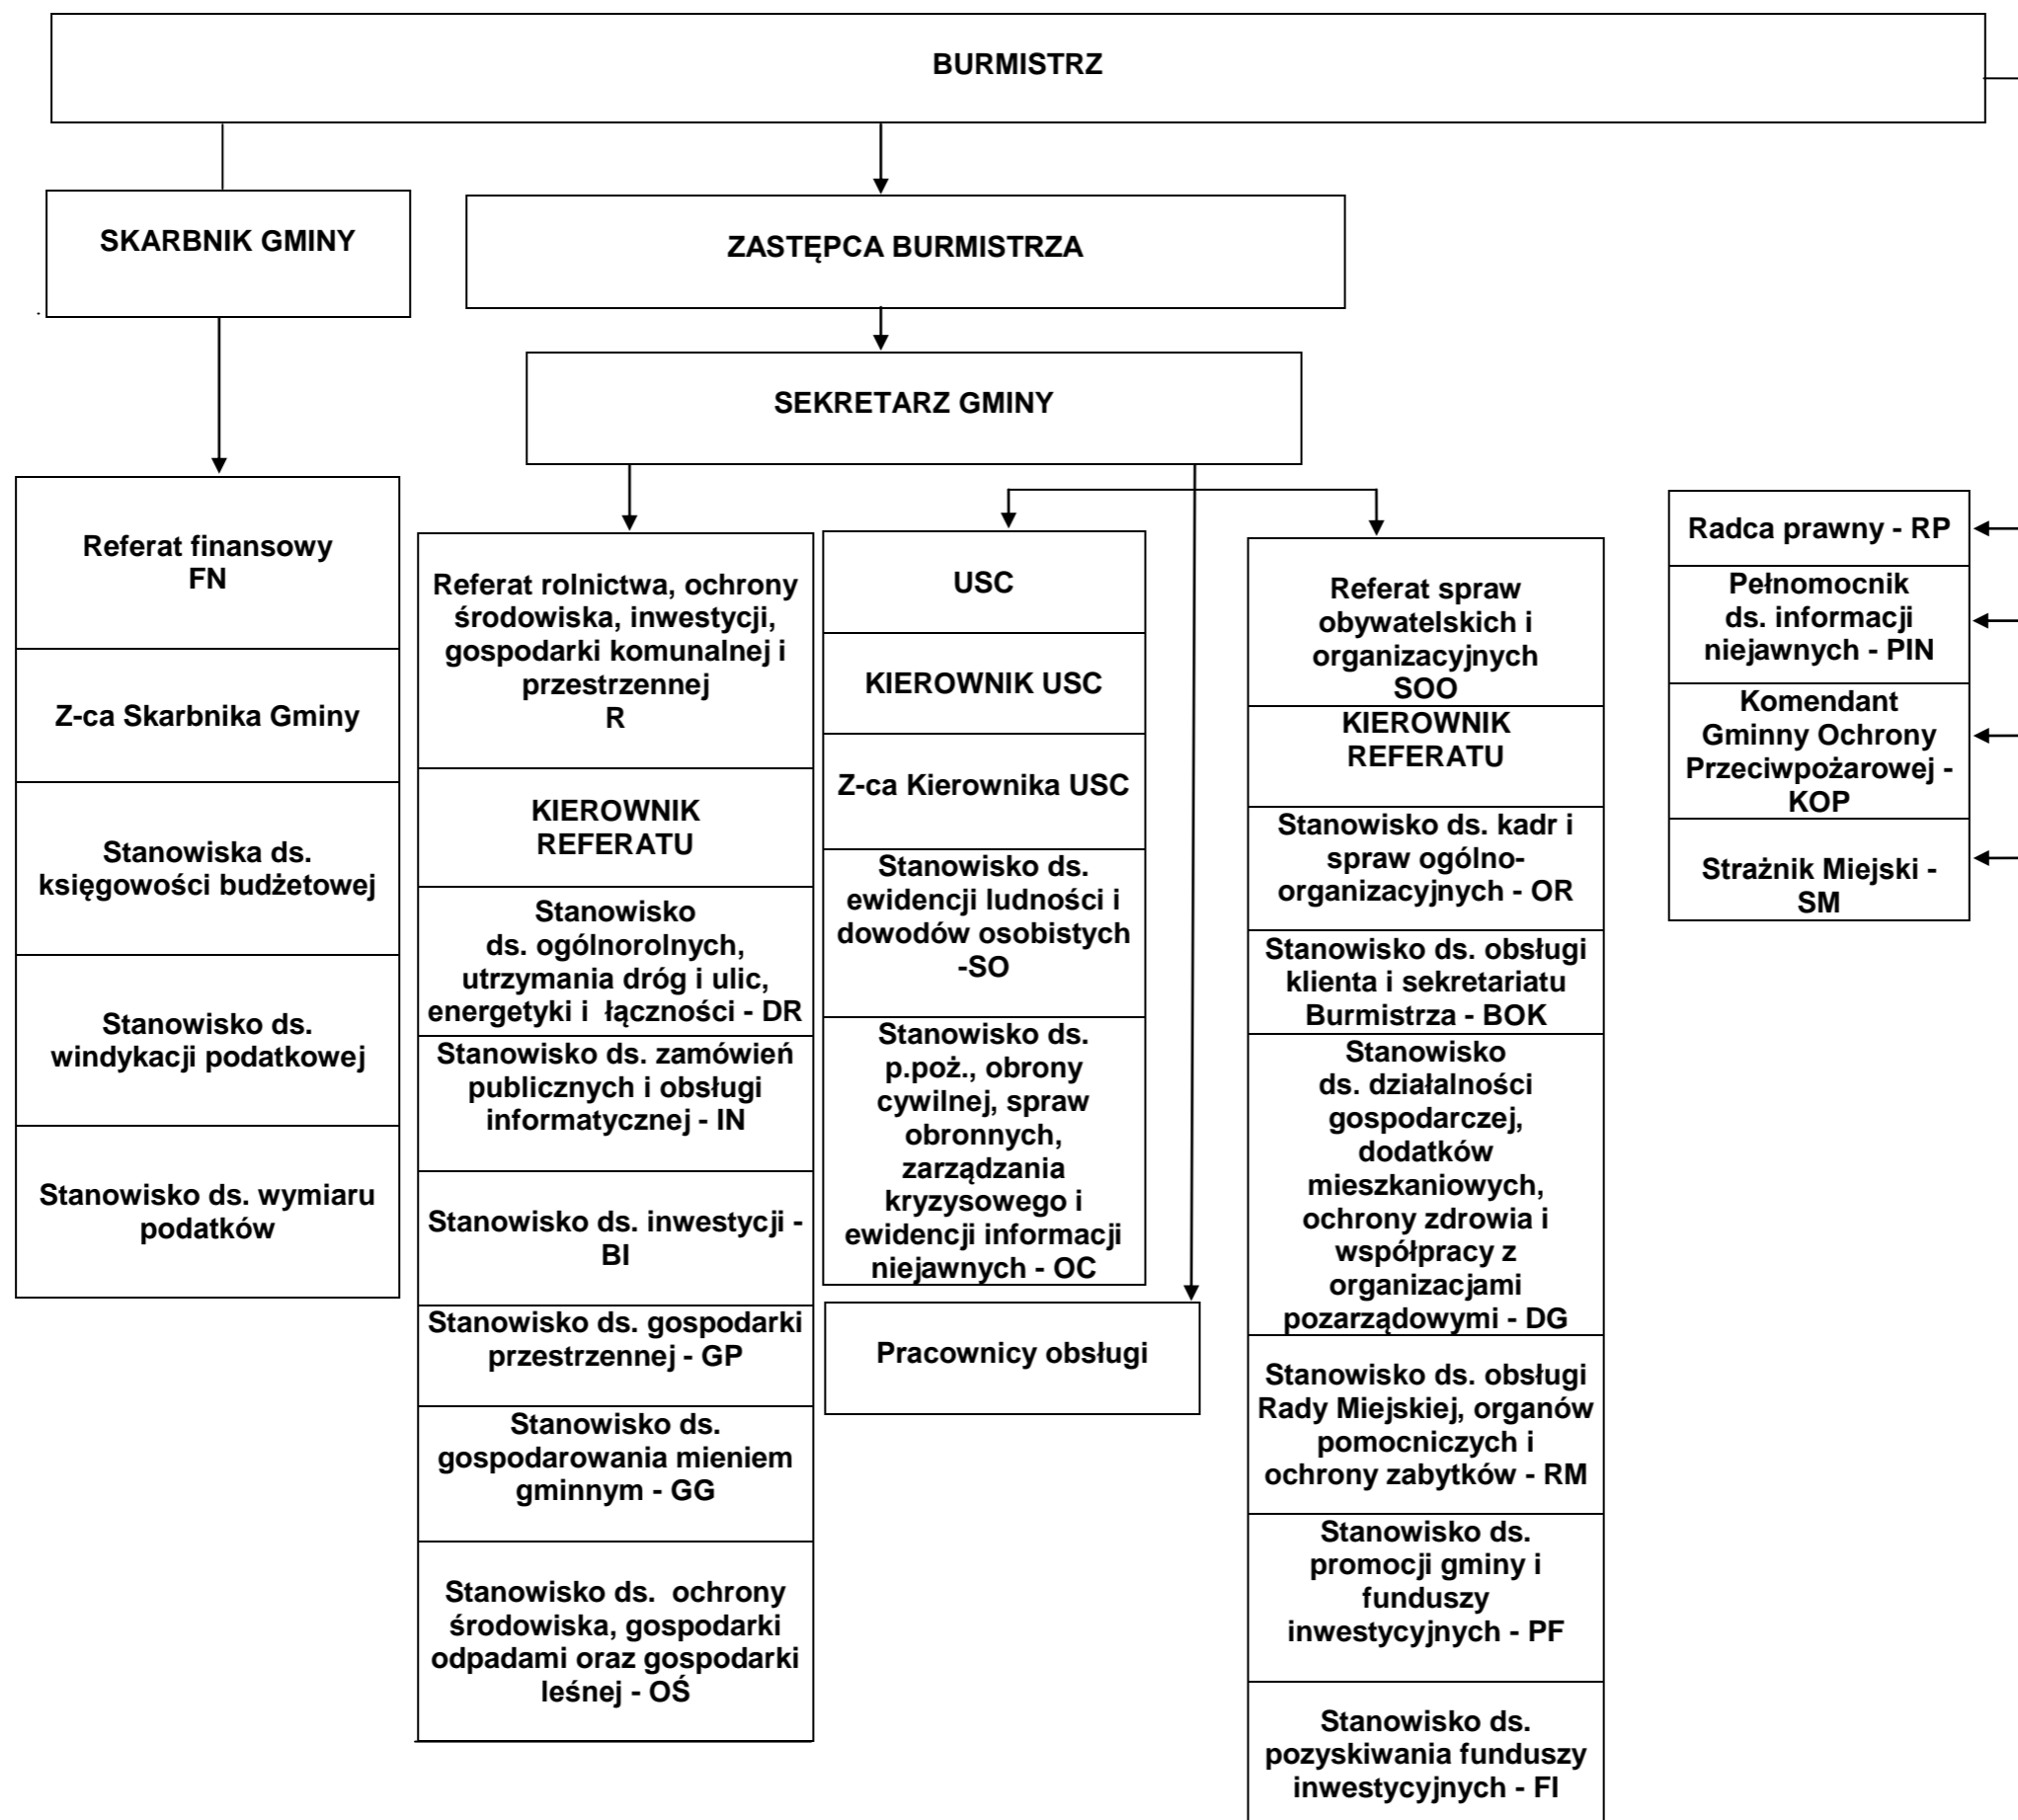 BURMISTRZ
SKARBNIK GMINY
ZASTĘPCA BURMISTRZA
SEKRETARZ GMINY
Referat finansowy
FN
Z-ca Skarbnika Gminy
Stanowiska ds.
księgowości budżetowej
Stanowisko ds.
windykacji podatkowej
Stanowisko ds. wymiaru
podatków
Referat rolnictwa, ochrony
środowiska, inwestycji,
gospodarki komunalnej i
przestrzennej
R
KIEROWNIK
REFERATU
Stanowisko
ds. ogólnorolnych,
utrzymania dróg i ulic,
energetyki i łączności - DR
Stanowisko ds. zamówień
publicznych i obsługi
informatycznej - IN
Stanowisko ds. inwestycji -
BI
Stanowisko ds. gospodarki
przestrzennej - GP
Stanowisko ds.
gospodarowania mieniem
gminnym - GG
Stanowisko ds. ochrony
środowiska, gospodarki
odpadami oraz gospodarki
leśnej - OŚ
USC
KIEROWNIK USC
Z-ca Kierownika USC
Stanowisko ds.
ewidencji ludności i
dowodów osobistych
-SO
Stanowisko ds.
p.poż., obrony
cywilnej, spraw
obronnych,
zarządzania
kryzysowego i
ewidencji informacji
niejawnych - OC
Pracownicy obsługi
Referat spraw
obywatelskich i
organizacyjnych
SOO
KIEROWNIK
REFERATU
Stanowisko ds. kadr i
spraw ogólno-
organizacyjnych - OR
Stanowisko ds. obsługi
klienta i sekretariatu
Burmistrza - BOK
Stanowisko
ds. działalności
gospodarczej,
dodatków
mieszkaniowych,
ochrony zdrowia i
współpracy z
organizacjami
pozarządowymi - DG
Stanowisko ds. obsługi
Rady Miejskiej, organów
pomocniczych i
ochrony zabytków - RM
Stanowisko ds.
promocji gminy i
funduszy
inwestycyjnych - PF
Stanowisko ds.
pozyskiwania funduszy
inwestycyjnych - FI
Radca prawny - RP
Pełnomocnik
ds. informacji
niejawnych - PIN
Komendant
Gminny Ochrony
Przeciwpożarowej -
KOP
Strażnik Miejski -
SM